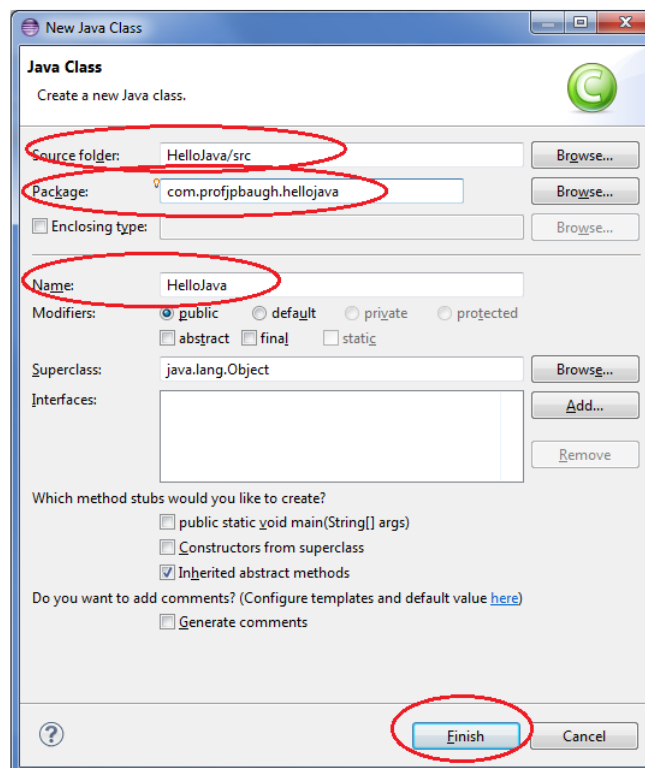 New Java Class
Java Class
Create a new Java class.
C
Source folder: HelloJava/src Browse...
Package: com.profjpbaugh.hellojava Browse...
Enclosing type: Browse...
Name: HelloJava
Modifiers: public default private protected
abstract final static
Superclass: java.lang.Object Browse...
Interfaces: Add...
Remove
Which method stubs would you like to create?
public static void main(String[] args)
Constructors from superclass
Inherited abstract methods
Do you want to add comments? (Configure templates and default value here)
Generate comments
? Finish Cancel